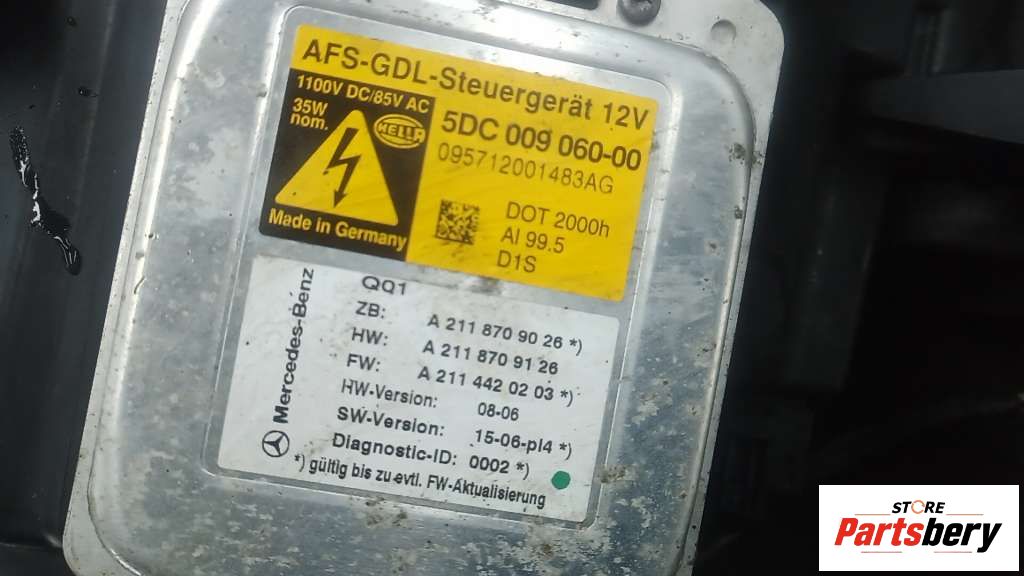 AFS-GDL-Steuergerät 12V
1100V DC/85V AC
35W
nom.
HELLA
5DC 009 060-00
095712001483AG
DOT 2000h
Al 99.5
D1S
Made in Germany
Mercedes-Benz
QQ1
ZB: A 211 870 90 26 *)
HW: A 211 870 91 26
FW: A 211 442 02 03 *)
HW-Version: 08-06
SW-Version: 15-06-pl4 *)
Diagnostic-ID: 0002 *)
*) gültig bis zu evtl. FW-Aktualisierung
STORE
Partsbery